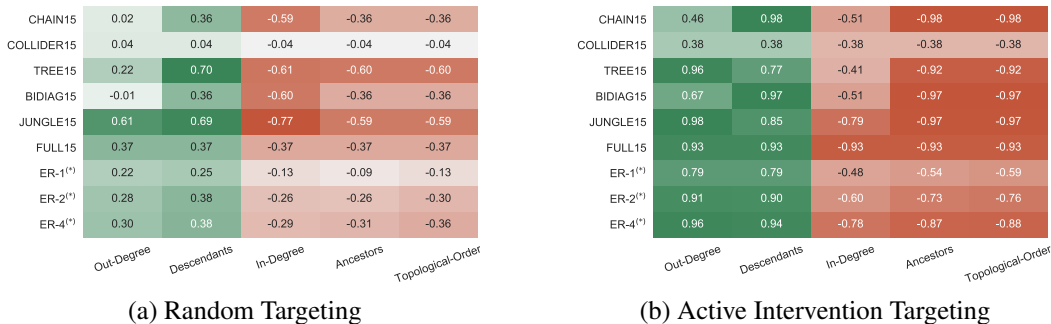 CHAIN15 0.02 0.36 -0.59 -0.36 -0.36
COLLIDER15 0.04 0.04 -0.04 -0.04 -0.04
TREE15 0.22 0.70 -0.61 -0.60 -0.60
BIDIAG15 -0.01 0.36 -0.60 -0.36 -0.36
JUNGLE15 0.61 0.69 -0.77 -0.59 -0.59
FULL15 0.37 0.37 -0.37 -0.37 -0.37
ER-1(*) 0.22 0.25 -0.13 -0.09 -0.13
ER-2(*) 0.28 0.38 -0.26 -0.26 -0.30
ER-4(*) 0.30 0.38 -0.29 -0.31 -0.36
Out-Degree Descendants In-Degree Ancestors Topological-Order
(a) Random Targeting
CHAIN15 0.46 0.98 -0.51 -0.98 -0.98
COLLIDER15 0.38 0.38 -0.38 -0.38 -0.38
TREE15 0.96 0.77 -0.41 -0.92 -0.92
BIDIAG15 0.67 0.97 -0.51 -0.97 -0.97
JUNGLE15 0.98 0.85 -0.79 -0.97 -0.97
FULL15 0.93 0.93 -0.93 -0.93 -0.93
ER-1(*) 0.79 0.79 -0.48 -0.54 -0.59
ER-2(*) 0.91 0.90 -0.60 -0.73 -0.76
ER-4(*) 0.96 0.94 -0.78 -0.87 -0.88
Out-Degree Descendants In-Degree Ancestors Topological-Order
(b) Active Intervention Targeting